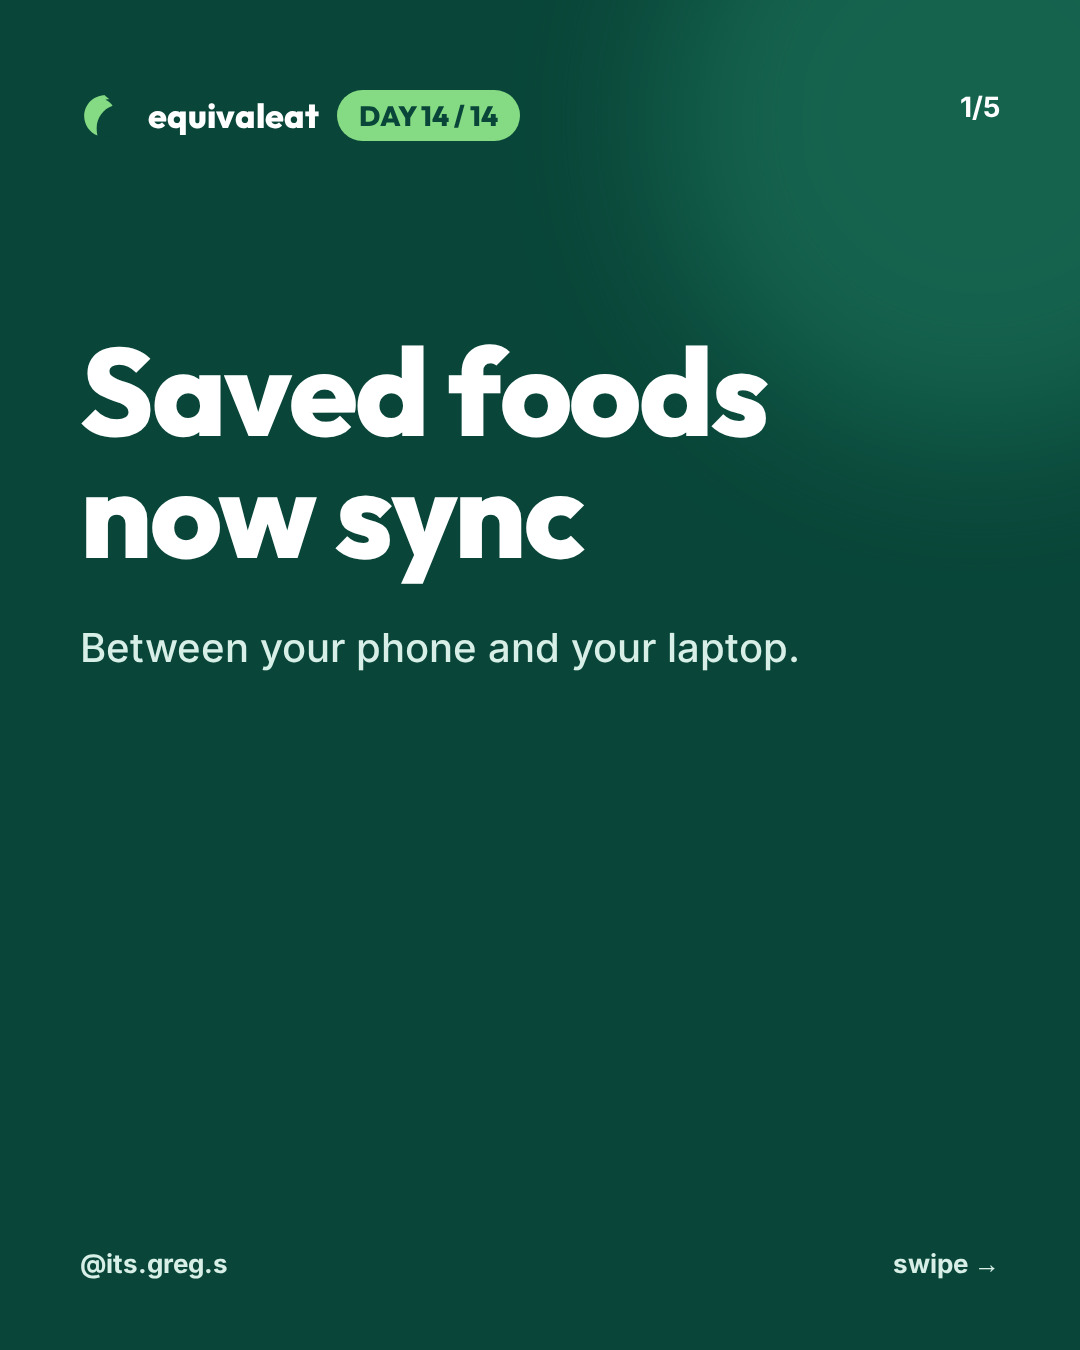 equivaleat DAY 14 / 14
1/5
Saved foods
now sync
Between your phone and your laptop.
@its.greg.s
swipe →